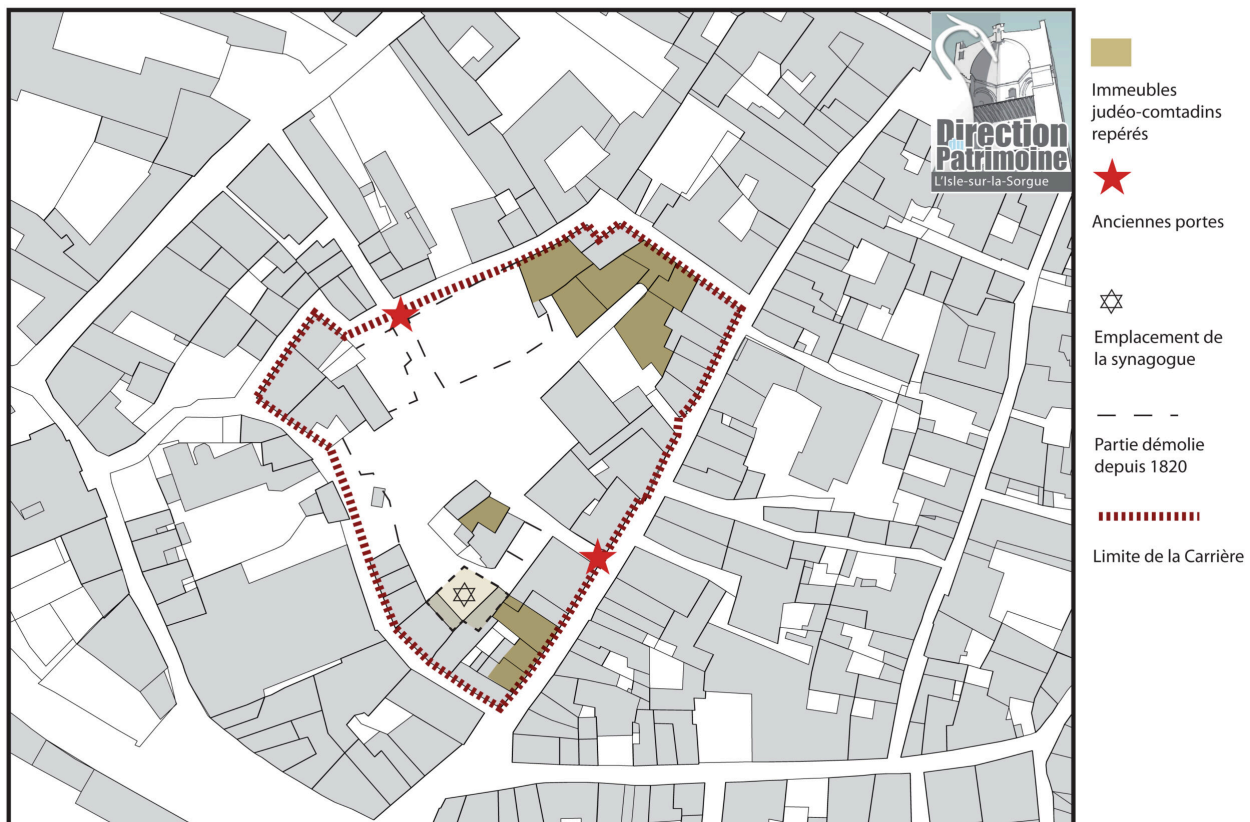 Direction
du
Patrimoine
L'Isle-sur-la-Sorgue
Immeubles
judéo-comtadins
repérés
Anciennes portes
Emplacement de
la synagogue
Partie démolie
depuis 1820
Limite de la Carrière